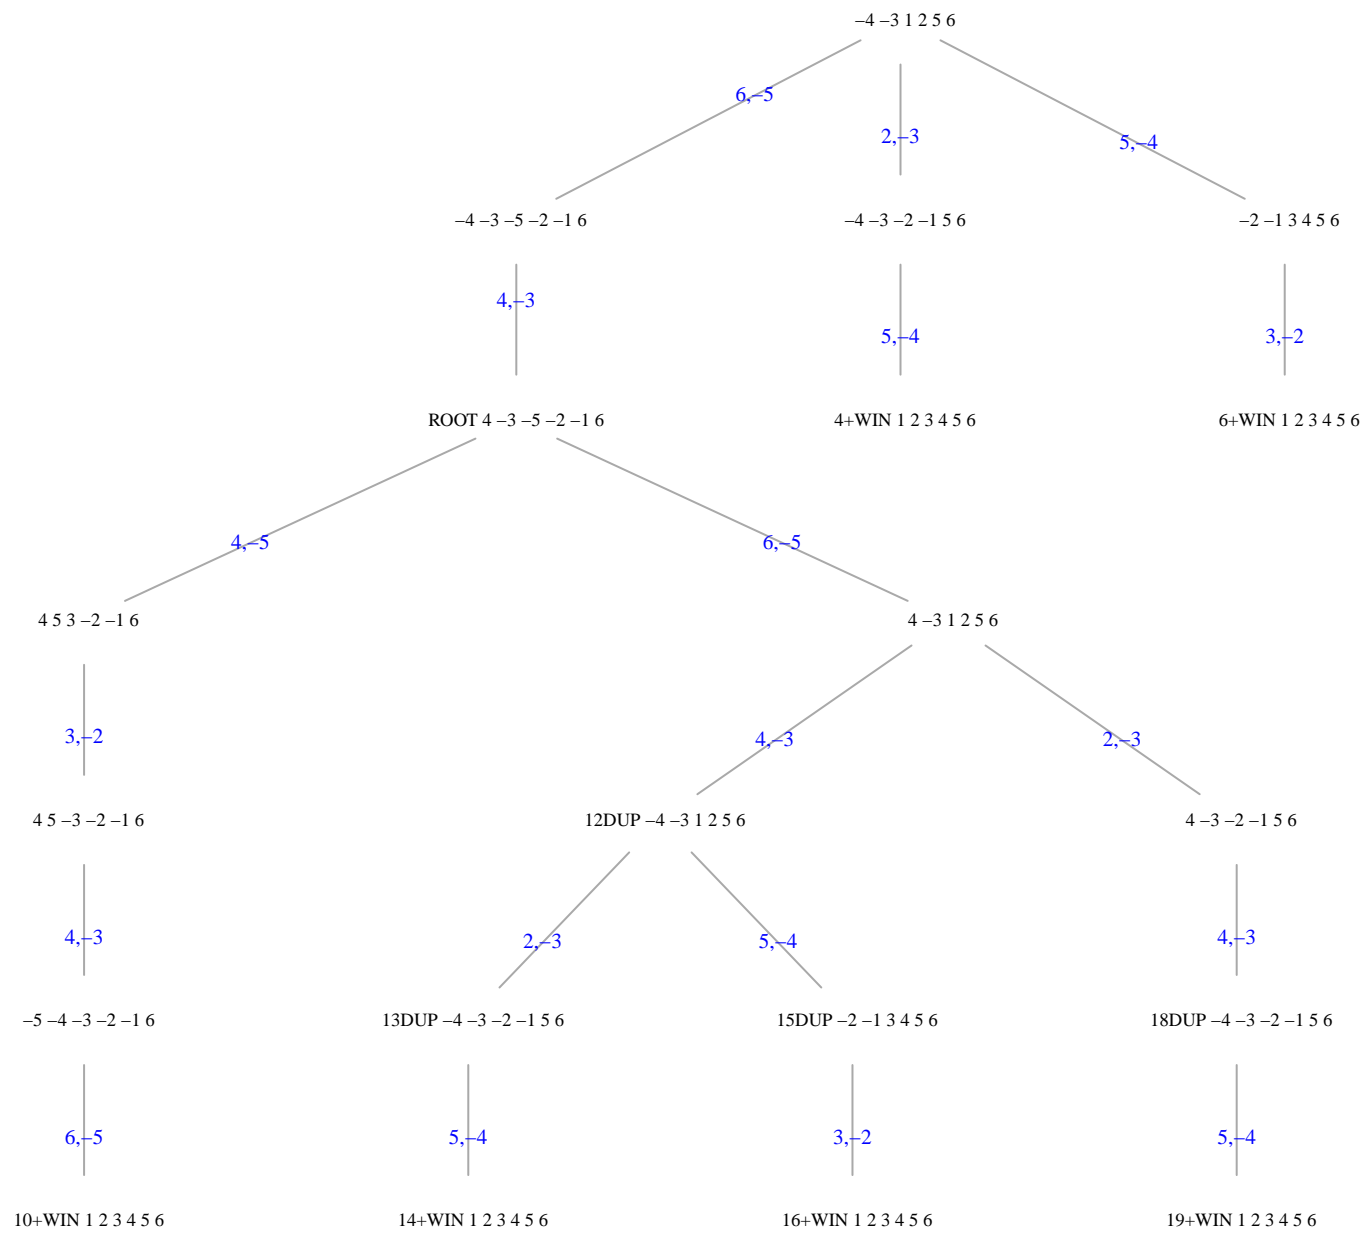 –4 –3 1 2 5 6
6,–5
2,–3
5,–4
–4 –3 –5 –2 –1 6
–4 –3 –2 –1 5 6
–2 –1 3 4 5 6
4,–3
5,–4
3,–2
ROOT 4 –3 –5 –2 –1 6
4+WIN 1 2 3 4 5 6
6+WIN 1 2 3 4 5 6
4,–5
6,–5
4 5 3 –2 –1 6
4 –3 1 2 5 6
3,–2
4,–3
2,–3
4 5 –3 –2 –1 6
12DUP –4 –3 1 2 5 6
4 –3 –2 –1 5 6
4,–3
2,–3
5,–4
4,–3
–5 –4 –3 –2 –1 6
13DUP –4 –3 –2 –1 5 6
15DUP –2 –1 3 4 5 6
18DUP –4 –3 –2 –1 5 6
6,–5
5,–4
3,–2
5,–4
10+WIN 1 2 3 4 5 6
14+WIN 1 2 3 4 5 6
16+WIN 1 2 3 4 5 6
19+WIN 1 2 3 4 5 6